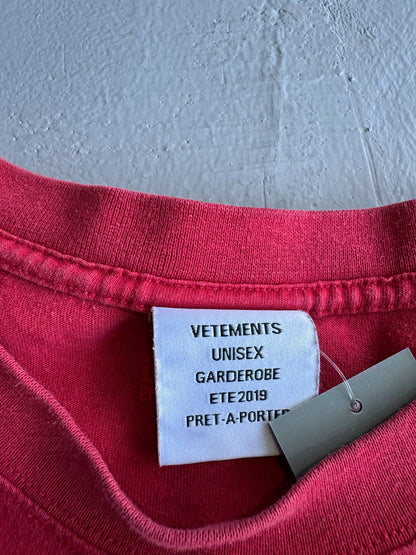 VETEMENTS
UNISEX
GARDEROBE
ETE2019
PRET-A-PORTER